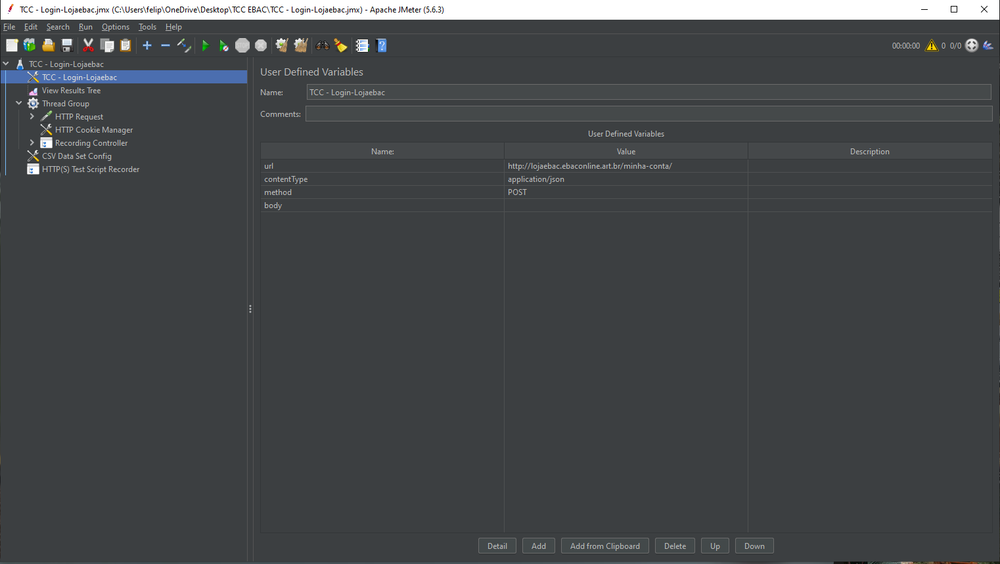 TCC - Login-Lojaebac.jmx (C:\Users\felip\OneDrive\Desktop\TCC EBAC\TCC - Login-Lojaebac.jmx) - Apache JMeter (5.6.3)
File Edit Search Run Options Tools Help
STOP 00:00:00 0 0/0
TCC - Login-Lojaebac
TCC - Login-Lojaebac
View Results Tree
Thread Group
HTTP Request
HTTP Cookie Manager
Recording Controller
CSV Data Set Config
HTTP(S) Test Script Recorder
User Defined Variables
Name: TCC - Login-Lojaebac
Comments:
User Defined Variables
Name: Value Description
url http://lojaebac.ebaconline.art.br/minha-conta/
contentType application/json
method POST
body
Detail Add Add from Clipboard Delete Up Down